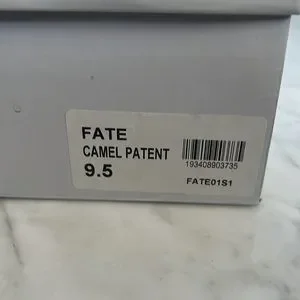 FATE
CAMEL PATENT
9.5
193408903735
FATE01S1